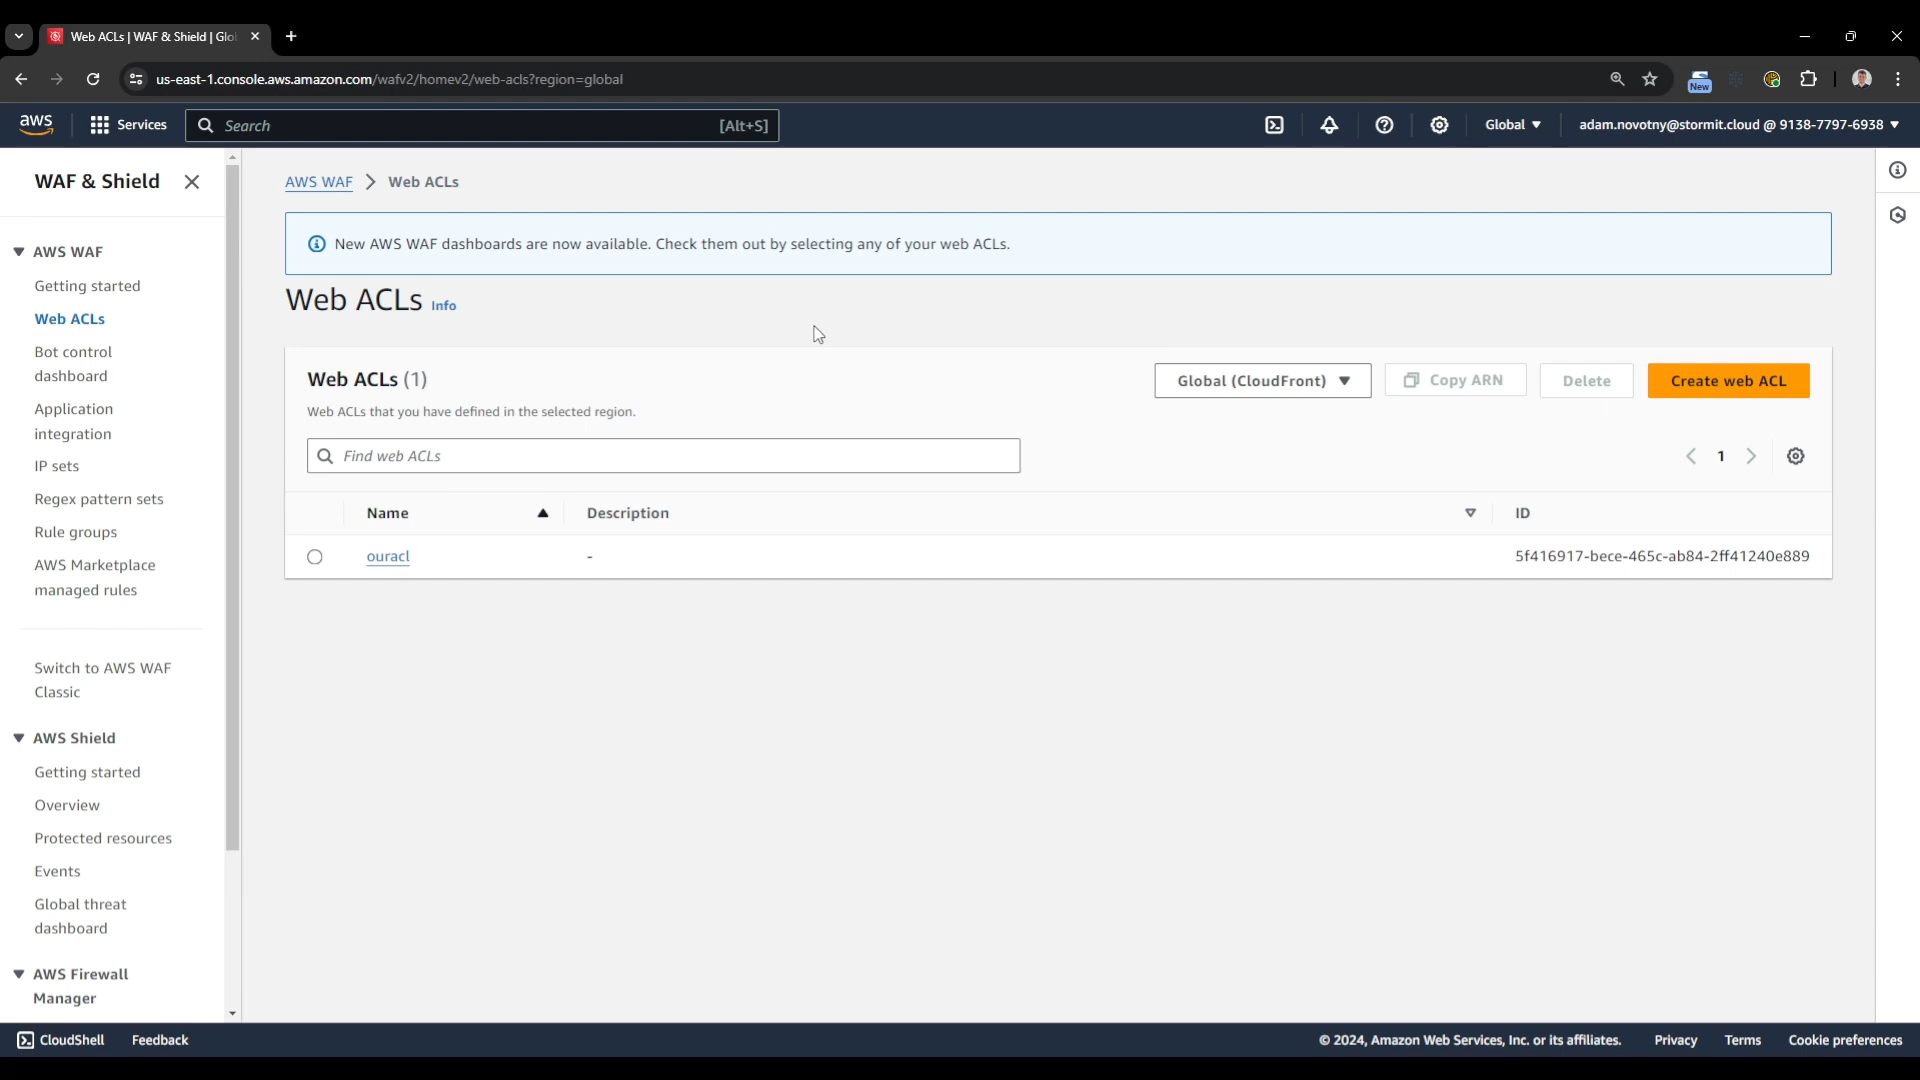 Web ACLs | WAF & Shield | Glo
us-east-1.console.aws.amazon.com/wafv2/homev2/web-acls?region=global
New
aws
Services
Search
[Alt+S]
Global
adam.novotny@stormit.cloud @ 9138-7797-6938
WAF & Shield
AWS WAF
Getting started
Web ACLs
Bot control
dashboard
Application
integration
IP sets
Regex pattern sets
Rule groups
AWS Marketplace
managed rules
Switch to AWS WAF
Classic
AWS Shield
Getting started
Overview
Protected resources
Events
Global threat
dashboard
AWS Firewall
Manager
AWS WAF > Web ACLs
New AWS WAF dashboards are now available. Check them out by selecting any of your web ACLs.
Web ACLs Info
Web ACLs (1)
Web ACLs that you have defined in the selected region.
Global (CloudFront)
Copy ARN
Delete
Create web ACL
Find web ACLs
1
Name
Description
ID
ouracl
-
5f416917-bece-465c-ab84-2ff41240e889
CloudShell
Feedback
© 2024, Amazon Web Services, Inc. or its affiliates.
Privacy
Terms
Cookie preferences